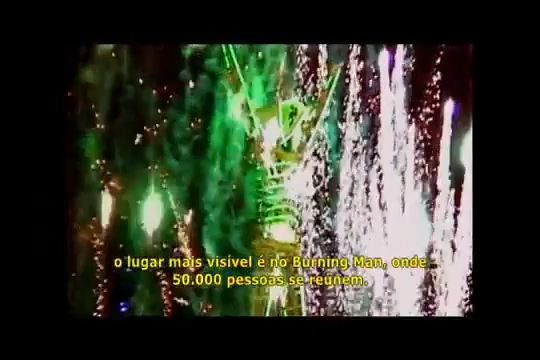 o lugar mais visível é no Burning Man, onde
50.000 pessoas se reúnem.